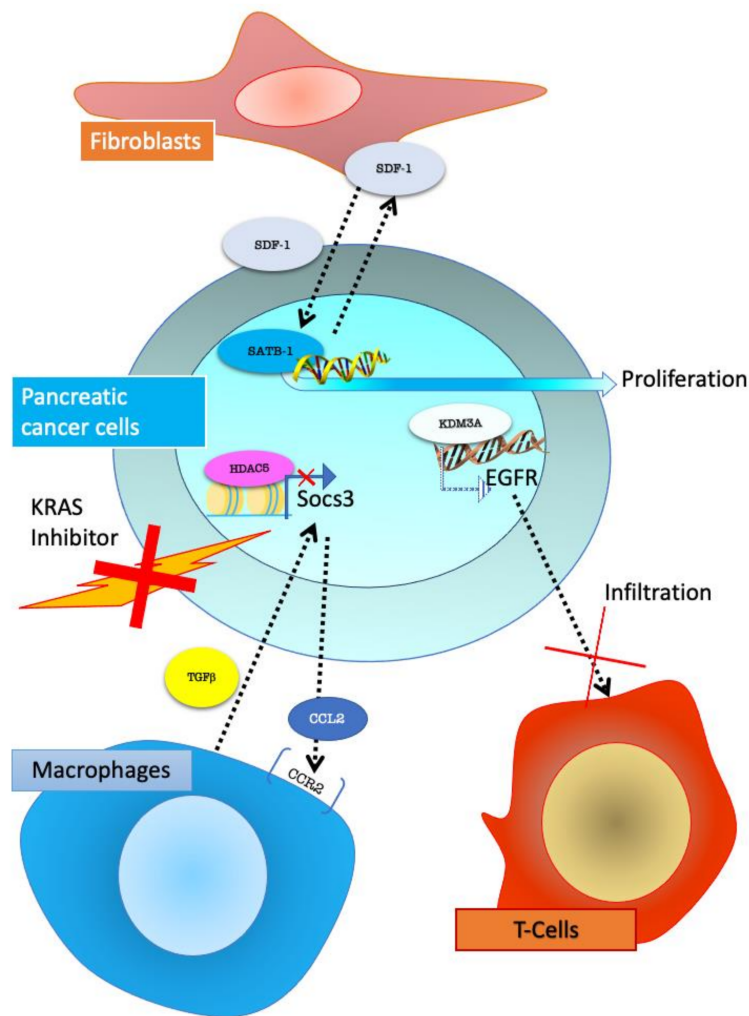 Fibroblasts
SDF-1
SDF-1
SATB-1
Proliferation
Pancreatic
cancer cells
KDM3A
HDAC5
EGFR
Socs3
KRAS
Inhibitor
Infiltration
TGFβ
CCL2
Macrophages
CCR2
T-Cells